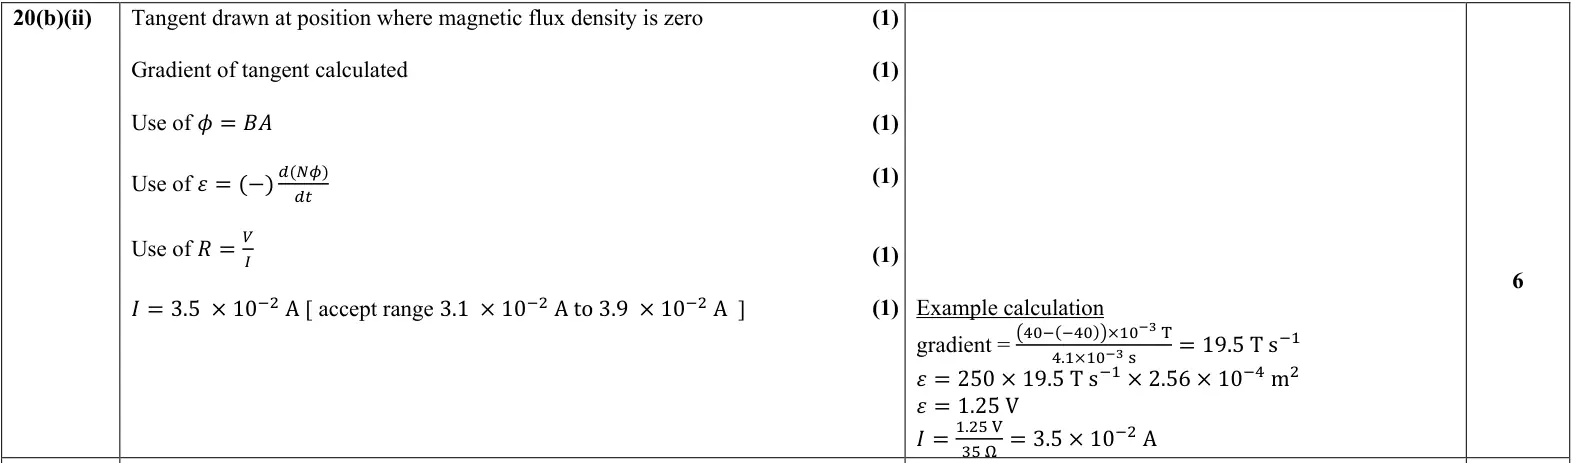 20(b)(ii) Tangent drawn at position where magnetic flux density is zero (1)
Gradient of tangent calculated (1)
Use of 𝜙 = 𝐵𝐴 (1)
Use of 𝜀 = (−) 𝑑(𝑁𝜙)/𝑑𝑡 (1)
Use of 𝑅 = 𝑉/𝐼 (1)
6
𝐼 = 3.5 × 10⁻² A [ accept range 3.1 × 10⁻² A to 3.9 × 10⁻² A ] (1)
Example calculation
gradient = (40−(−40))×10⁻³ T / 4.1×10⁻³ s = 19.5 T s⁻¹
𝜀 = 250 × 19.5 T s⁻¹ × 2.56 × 10⁻⁴ m²
𝜀 = 1.25 V
𝐼 = 1.25 V / 35 Ω = 3.5 × 10⁻² A